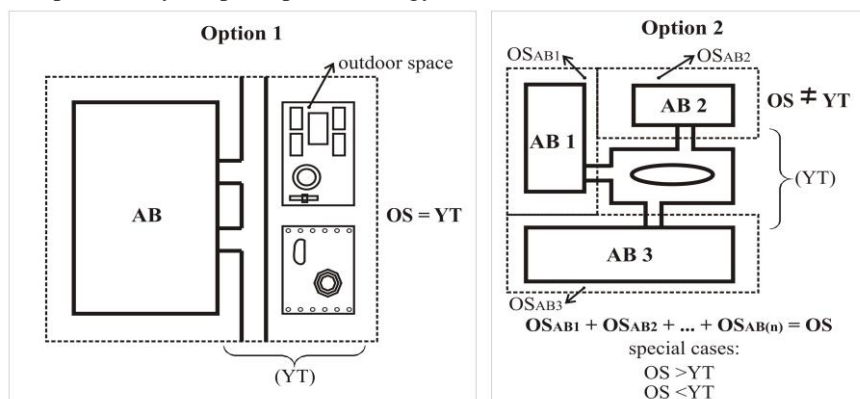 Option 1
outdoor space
AB
OS = YT
(YT)
Option 2
OSAB1
OSAB2
AB 2
OS ≠ YT
AB 1
(YT)
AB 3
OSAB3
OSAB1 + OSAB2 + ... + OSAB(n) = OS
special cases:
OS >YT
OS <YT